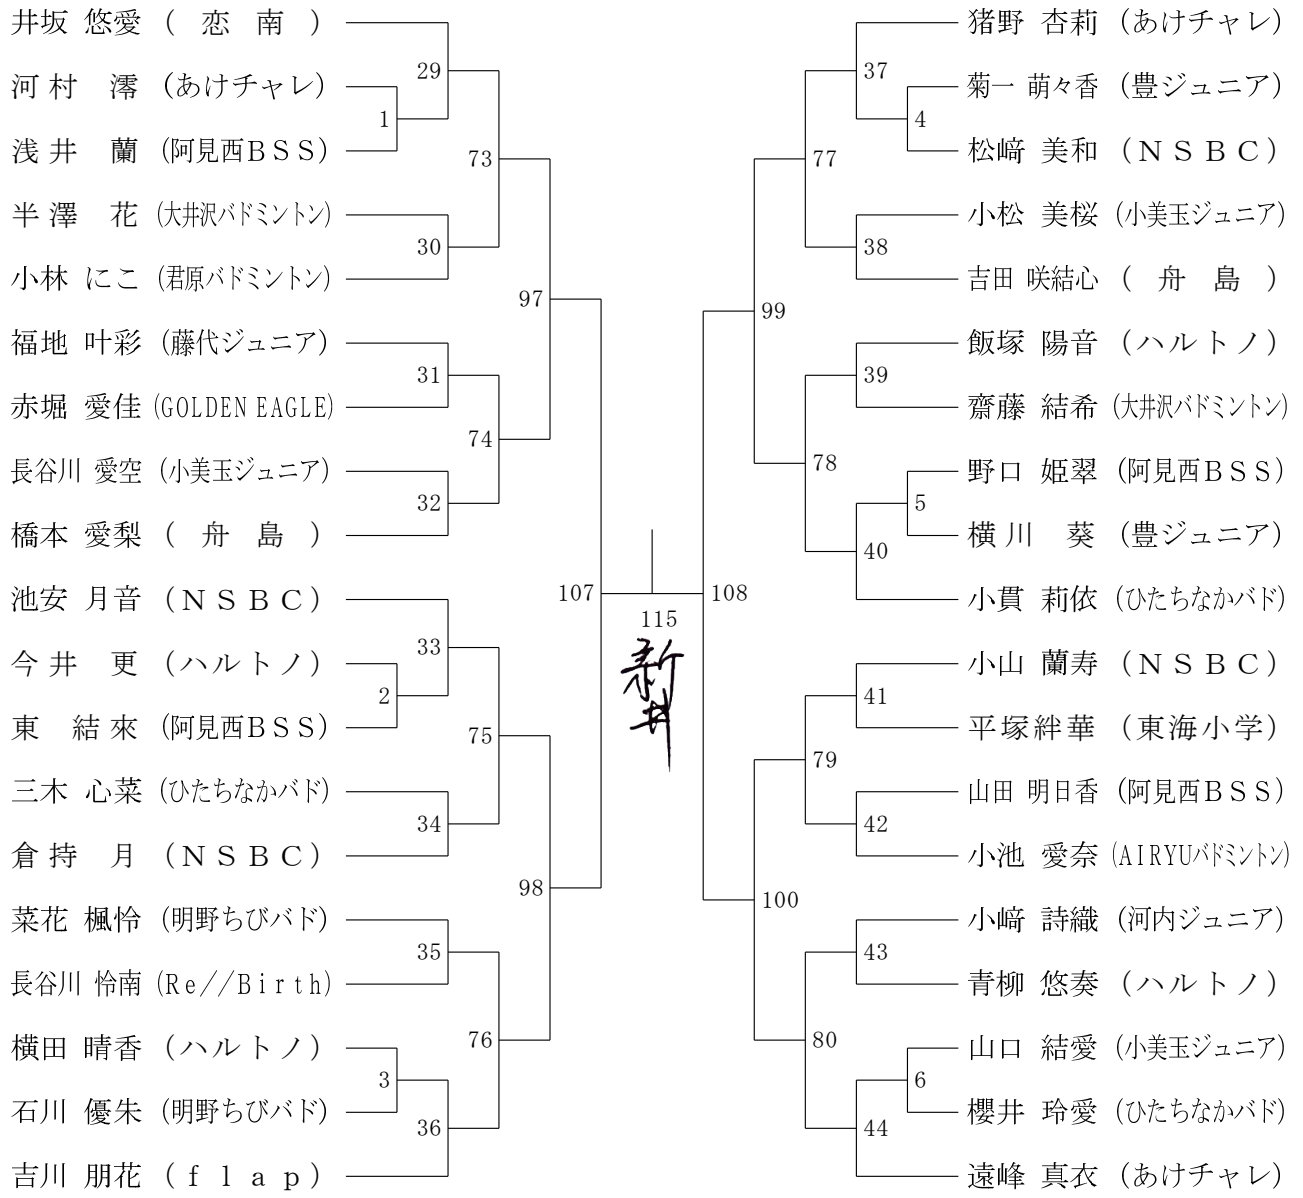 井坂 悠愛 ( 恋 南 )
29
河村 澪 (あけチャレ)
1
浅井 蘭 (阿見西BSS)
73
半澤 花 (大井沢バドミントン)
30
小林 にこ (君原バドミントン)
97
福地 叶彩 (藤代ジュニア)
31
赤堀 愛佳 (GOLDEN EAGLE)
74
長谷川 愛空 (小美玉ジュニア)
32
橋本 愛梨 ( 舟 島 )
107
池安 月音 (NSBC)
33
今井 更 (ハルトノ)
2
東 結來 (阿見西BSS)
75
三木 心菜 (ひたちなかバド)
34
倉持 月 (NSBC)
98
菜花 楓怜 (明野ちびバド)
35
長谷川 怜南 (Re//Birth)
76
横田 晴香 (ハルトノ)
3
石川 優朱 (明野ちびバド)
36
吉川 朋花 (flap)
115
新井
猪野 杏莉 (あけチャレ)
37
菊一 萌々香 (豊ジュニア)
4
松﨑 美和 (NSBC)
77
小松 美桜 (小美玉ジュニア)
38
吉田 咲結心 ( 舟 島 )
99
飯塚 陽音 (ハルトノ)
39
齋藤 結希 (大井沢バドミントン)
78
野口 姫翠 (阿見西BSS)
5
横川 葵 (豊ジュニア)
40
小貫 莉依 (ひたちなかバド)
108
小山 蘭寿 (NSBC)
41
平塚絆華 (東海小学)
79
山田 明日香 (阿見西BSS)
42
小池 愛奈 (AIRYUバドミントン)
100
小﨑 詩織 (河内ジュニア)
43
青柳 悠奏 (ハルトノ)
80
山口 結愛 (小美玉ジュニア)
6
櫻井 玲愛 (ひたちなかバド)
44
遠峰 真衣 (あけチャレ)